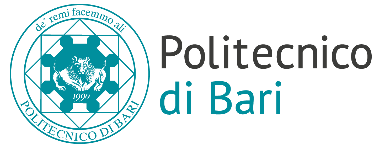 de' remi facemmo ali
1990
POLITECNICO DI BARI
Politecnico
di Bari